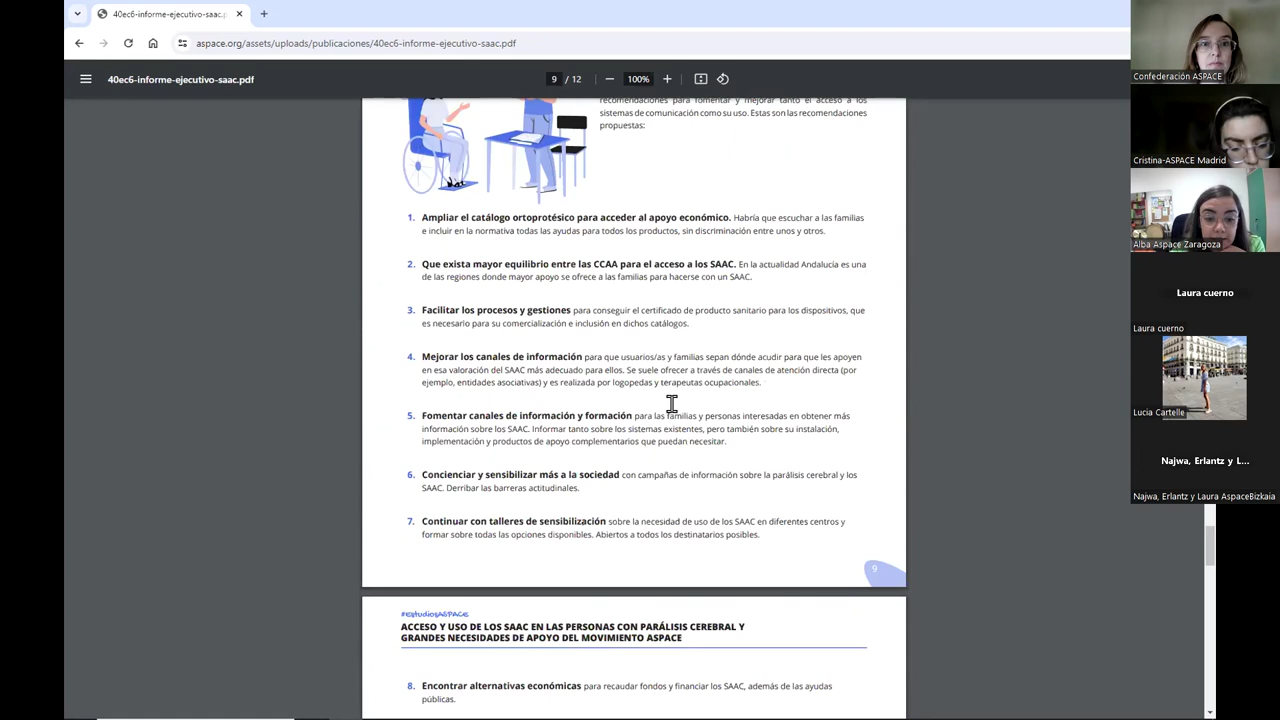 40ec6-informe-ejecutivo-saac.p
aspace.org/assets/uploads/publicaciones/40ec6-informe-ejecutivo-saac.pdf
40ec6-informe-ejecutivo-saac.pdf
9 / 12
100%
recomendaciones para fomentar y mejorar tanto el acceso a los
sistemas de comunicación como su uso. Estas son las recomendaciones
propuestas:
1. Ampliar el catálogo ortoprotésico para acceder al apoyo económico. Habría que escuchar a las familias
e incluir en la normativa todas las ayudas para todos los productos, sin discriminación entre unos y otros.
2. Que exista mayor equilibrio entre las CCAA para el acceso a los SAAC. En la actualidad Andalucía es una
de las regiones donde mayor apoyo se ofrece a las familias para hacerse con un SAAC.
3. Facilitar los procesos y gestiones para conseguir el certificado de producto sanitario para los dispositivos, que
es necesario para su comercialización e inclusión en dichos catálogos.
4. Mejorar los canales de información para que usuarios/as y familias sepan dónde acudir para que les apoyen
en esa valoración del SAAC más adecuado para ellos. Se suele ofrecer a través de canales de atención directa (por
ejemplo, entidades asociativas) y es realizada por logopedas y terapeutas ocupacionales.
5. Fomentar canales de información y formación para las familias y personas interesadas en obtener más
información sobre los SAAC. Informar tanto sobre los sistemas existentes, pero también sobre su instalación,
implementación y productos de apoyo complementarios que puedan necesitar.
6. Concienciar y sensibilizar más a la sociedad con campañas de información sobre la parálisis cerebral y los
SAAC. Derribar las barreras actitudinales.
7. Continuar con talleres de sensibilización sobre la necesidad de uso de los SAAC en diferentes centros y
formar sobre todas las opciones disponibles. Abiertos a todos los destinatarios posibles.
9
#EstudiosASPACE
ACCESO Y USO DE LOS SAAC EN LAS PERSONAS CON PARÁLISIS CEREBRAL Y
GRANDES NECESIDADES DE APOYO DEL MOVIMIENTO ASPACE
8. Encontrar alternativas económicas para recaudar fondos y financiar los SAAC, además de las ayudas
públicas.
Confederación ASPACE
Cristina-ASPACE Madrid
Alba Aspace Zaragoza
Laura cuerno
Laura cuerno
Lucia Cartelle
Najwa, Erlantz y L...
Najwa, Erlantz y Laura AspaceBizkaia